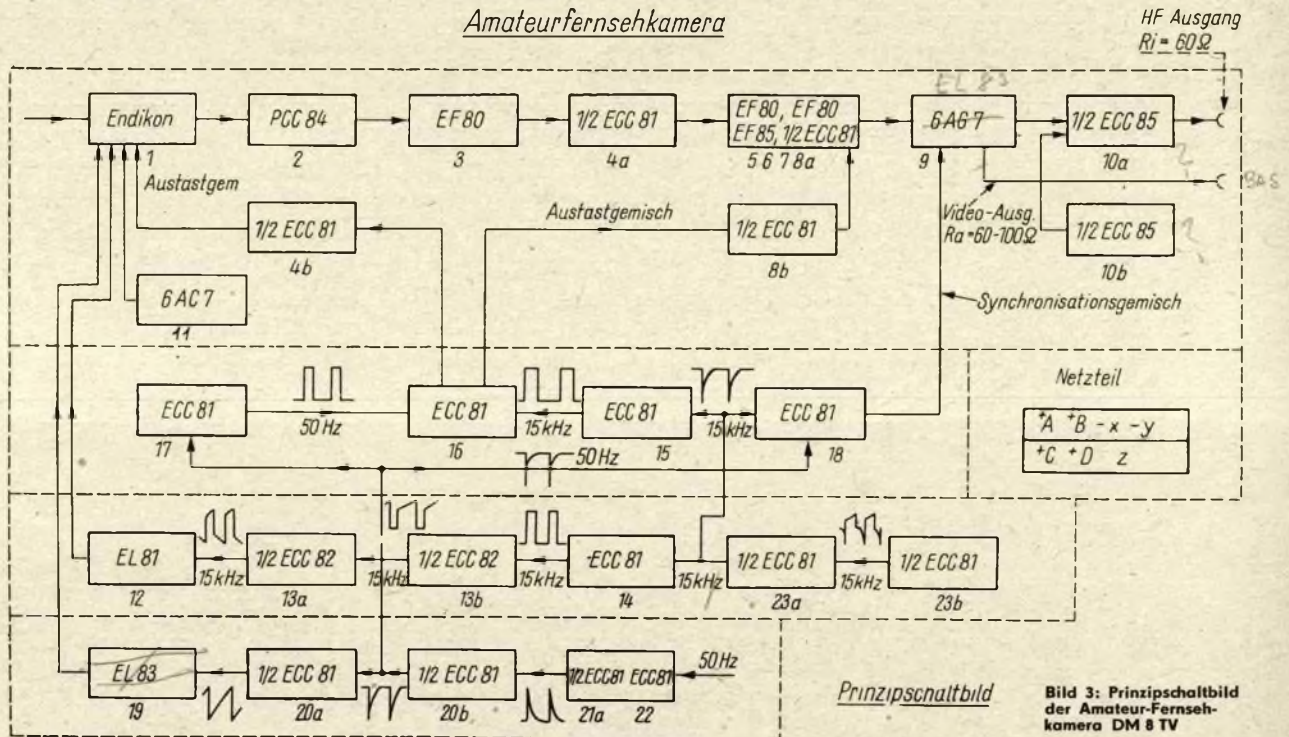 Amateurfernsehkamera
HF Ausgang
Ri = 60Ω
EL 83
Endikon
PCC 84
EF 80
1/2 ECC 81
EF 80, EF 80
EF 85, 1/2 ECC 81
6 AG 7
1/2 ECC 85
1
2
3
4a
5 6 7 8a
9
10a
?
BAS
Austastgem
Austastgemisch
Video-Ausg.
Ra=60-100Ω
1/2 ECC 81
4b
1/2 ECC 81
8b
1/2 ECC 85
?
10b
6 AC 7
11
Synchronisationsgemisch
Netzteil
ECC 81
50 Hz
ECC 81
15 kHz
ECC 81
15 kHz
ECC 81
17
16
15
18
50 Hz
+A +B -x -y
+C +D z
EL 81
15 kHz
1/2 ECC 82
15 kHz
1/2 ECC 82
15 kHz
ECC 81
15 kHz
1/2 ECC 81
15 kHz
1/2 ECC 81
12
13a
13b
14
23a
23b
EL 83
1/2 ECC 81
1/2 ECC 81
1/2 ECC 81 ECC 81
50 Hz
19
20a
20b
21a 22
Prinzipschaltbild
Bild 3: Prinzipschaltbild
der Amateur-Fernseh-
kamera DM 8 TV